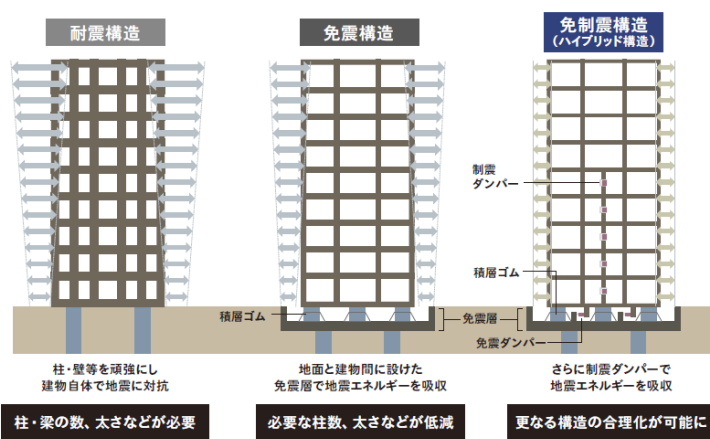 耐震構造
免震構造
免制震構造
（ハイブリッド構造）
制震
ダンパー
積層ゴム
積層ゴム
免震層
免震ダンパー
柱・壁等を頑強にし
建物自体で地震に対抗
地面と建物間に設けた
免震層で地震エネルギーを吸収
さらに制震ダンパーで
地震エネルギーを吸収
柱・梁の数、太さなどが必要
必要な柱数、太さなどが低減
更なる構造の合理化が可能に